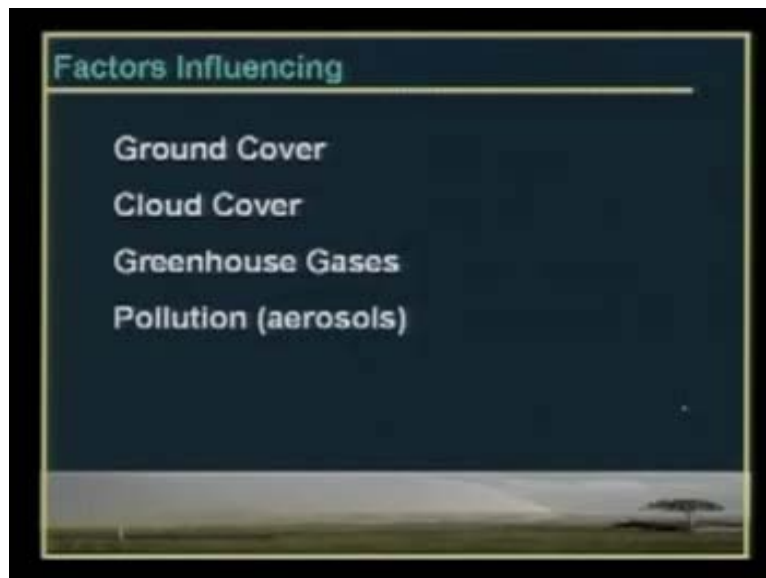 Factors Influencing
Ground Cover
Cloud Cover
Greenhouse Gases
Pollution (aerosols)